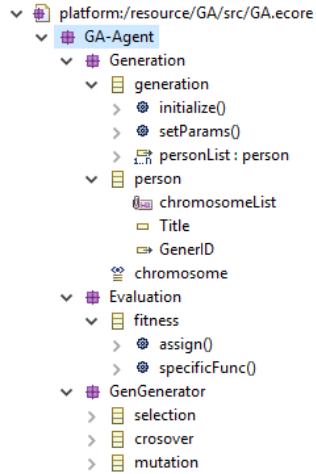 platform:/resource/GA/src/GA.ecore
GA-Agent
Generation
generation
initialize()
setParams()
1..n personList : person
person
chromosomeList
Title
GenerID
chromosome
Evaluation
fitness
assign()
specificFunc()
GenGenerator
selection
crosover
mutation